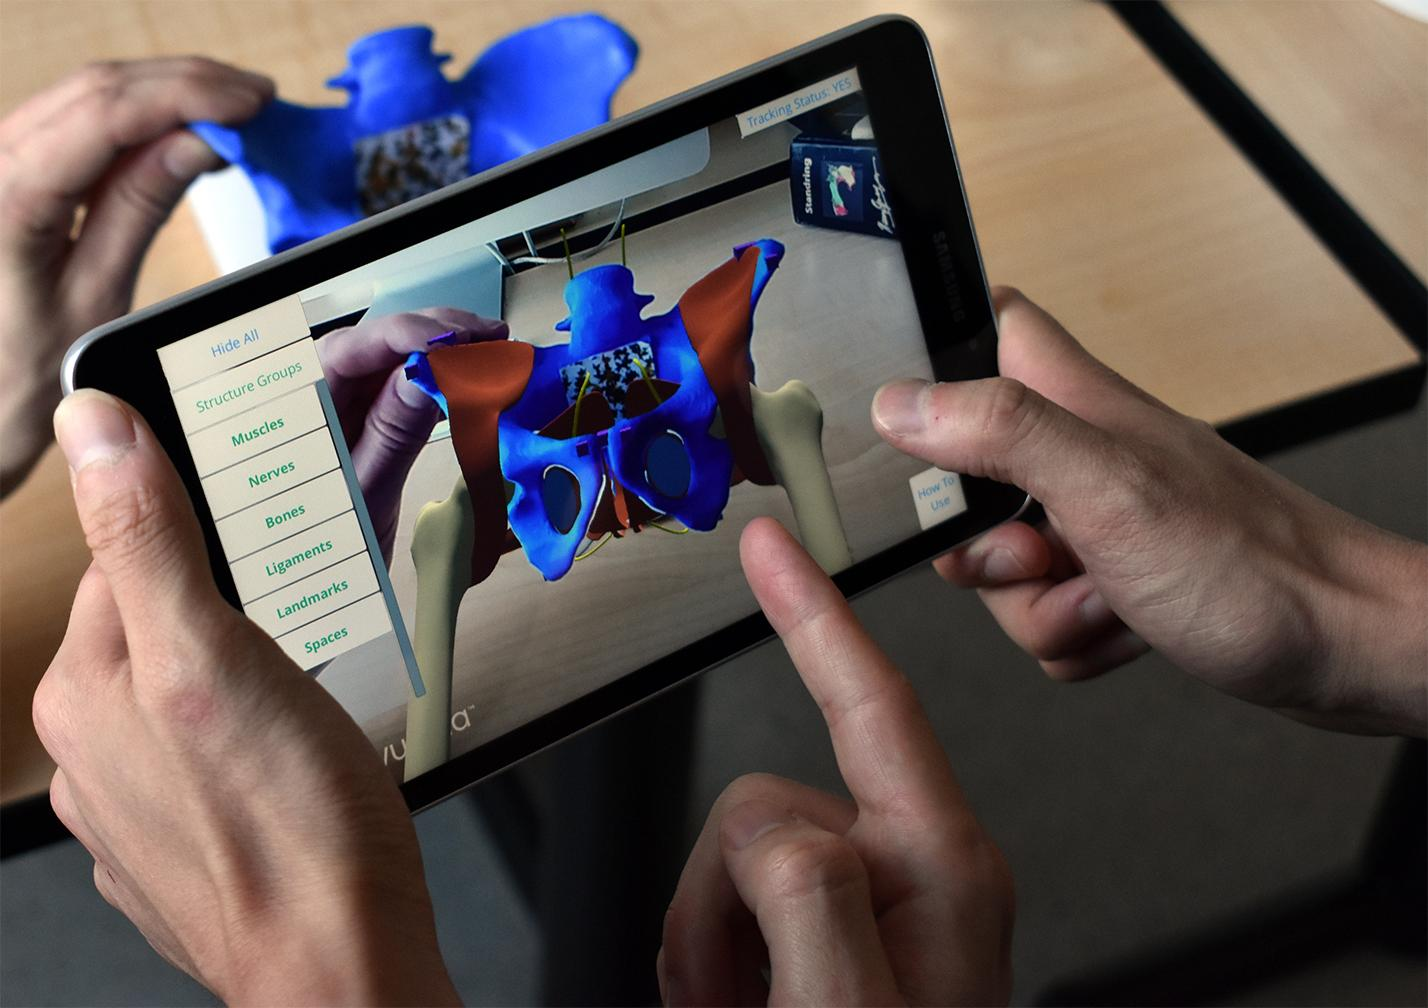 Tracking Status: YES
Standring
SAMSUNG
Hide All
Structure Groups
Muscles
Nerves
Bones
Ligaments
Landmarks
Spaces
How To
Use